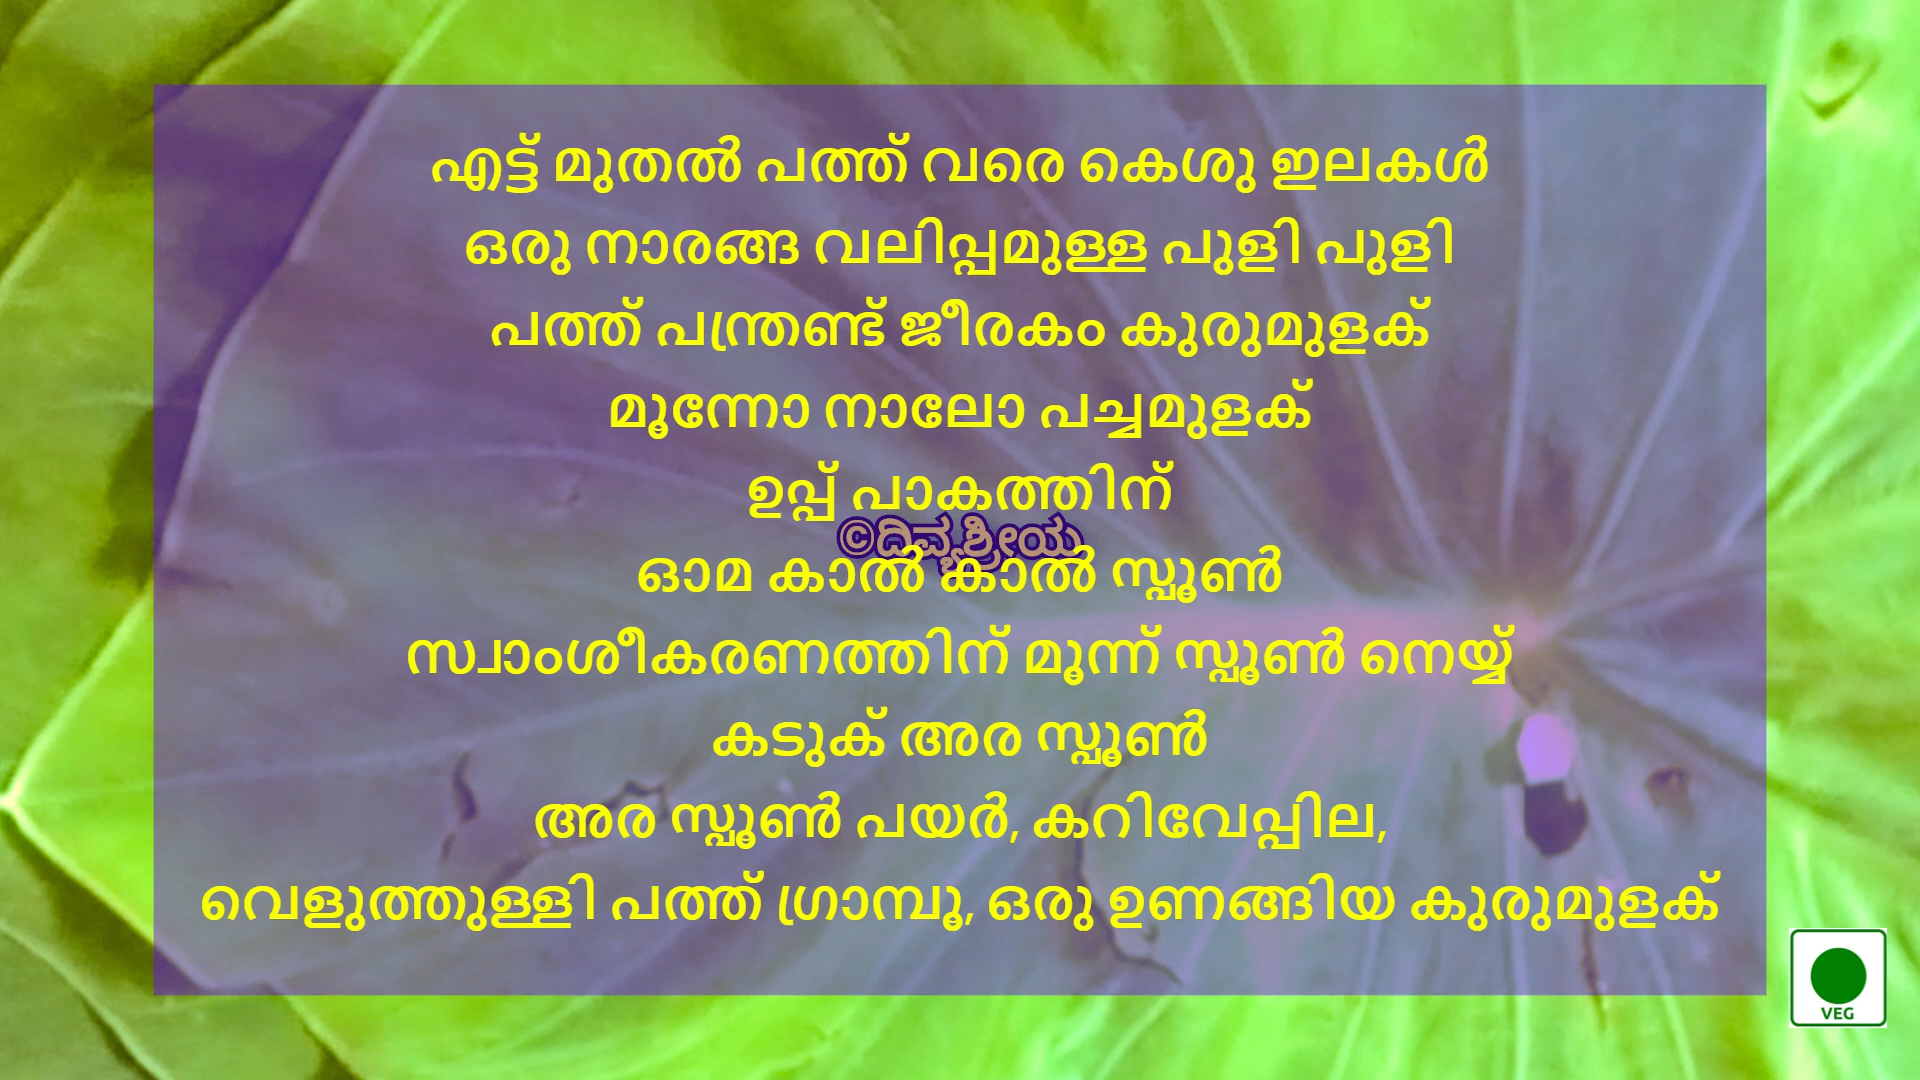 എട്ട് മുതൽ പത്ത് വരെ കെശു ഇലകൾ
ഒരു നാരങ്ങ വലിപ്പമുള്ള പുളി പുളി
പത്ത് പന്ത്രണ്ട് ജീരകം കുരുമുളക്
മൂന്നോ നാലോ പച്ചമുളക്
ഉപ്പ് പാകത്തിന്
©ದಿವ್ಯಶ್ರೀಯ
ഓമ കാൽ കാൽ സ്പൂൺ
സ്വാംശീകരണത്തിന് മൂന്ന് സ്പൂൺ നെയ്യ്
കടുക് അര സ്പൂൺ
അര സ്പൂൺ പയർ, കറിവേപ്പില,
വെളുത്തുള്ളി പത്ത് ഗ്രാമ്പൂ, ഒരു ഉണങ്ങിയ കുരുമുളക്
VEG